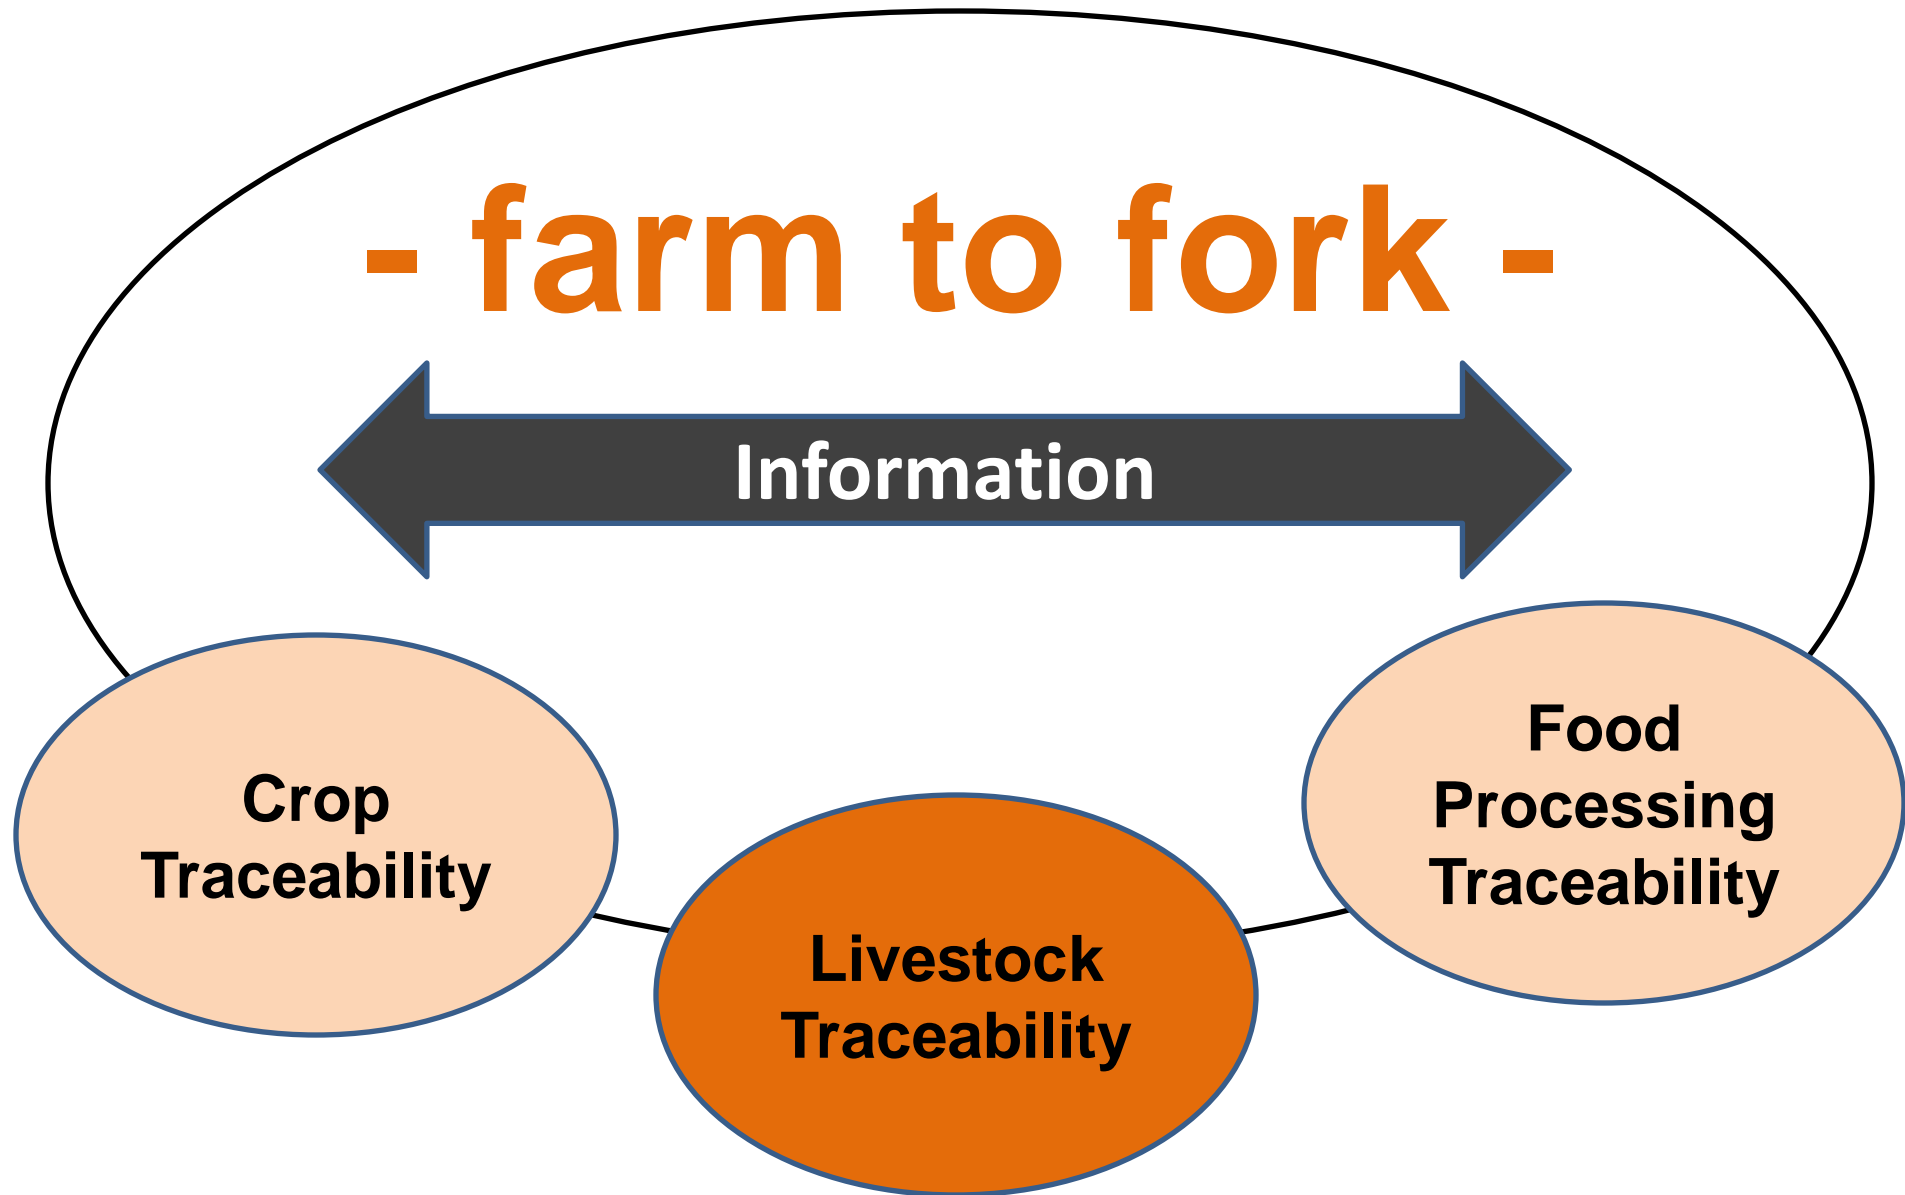 - farm to fork -
Information
Crop
Traceability
Livestock
Traceability
Food
Processing
Traceability